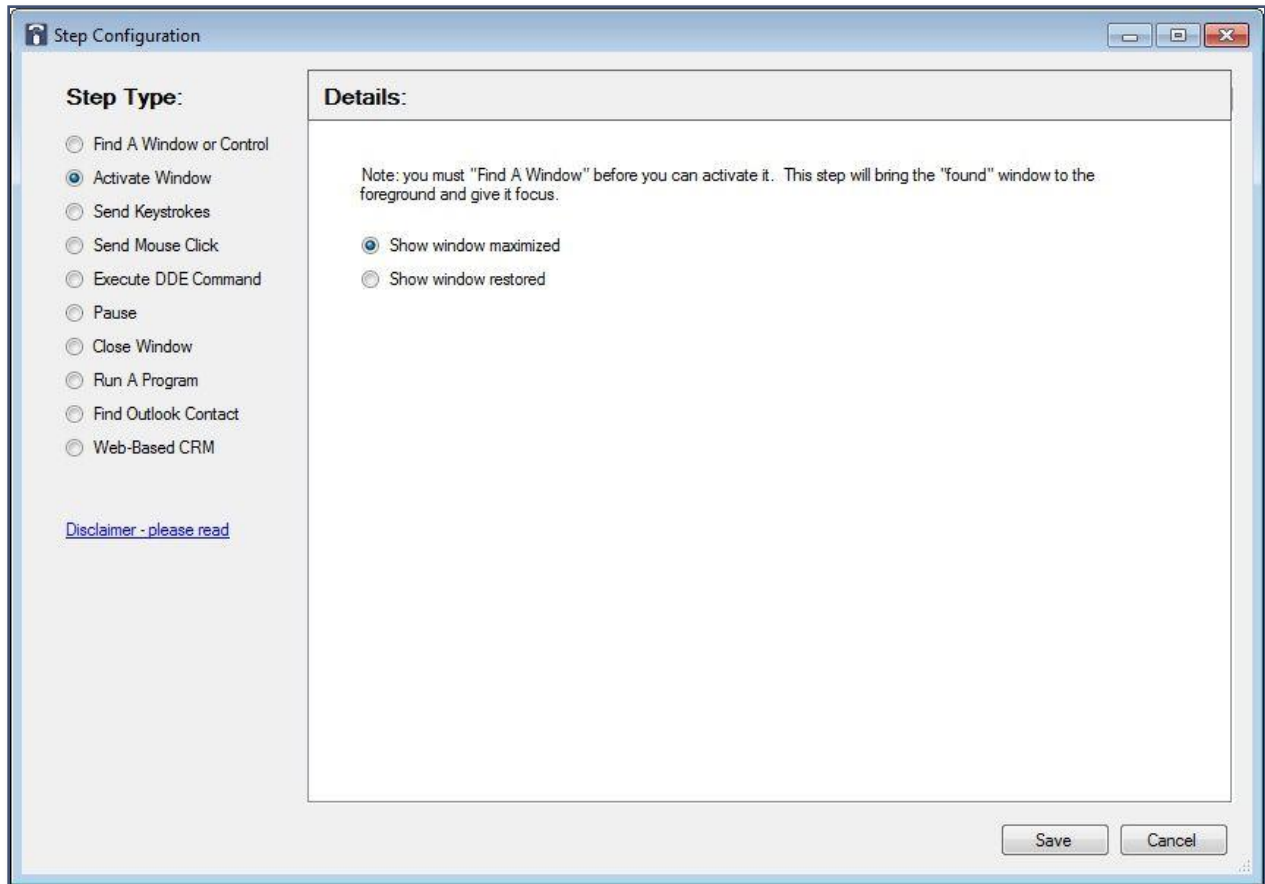 Step Configuration
Step Type:
Find A Window or Control
Activate Window
Send Keystrokes
Send Mouse Click
Execute DDE Command
Pause
Close Window
Run A Program
Find Outlook Contact
Web-Based CRM
Disclaimer - please read
Details:
Note: you must "Find A Window" before you can activate it.  This step will bring the "found" window to the
foreground and give it focus.
Show window maximized
Show window restored
Save
Cancel